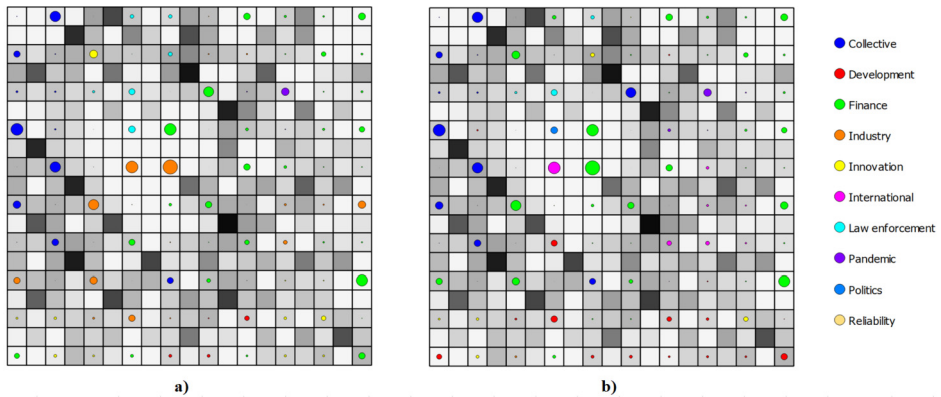 Collective
Development
Finance
Industry
Innovation
International
Law enforcement
Pandemic
Politics
Reliability
a)
b)